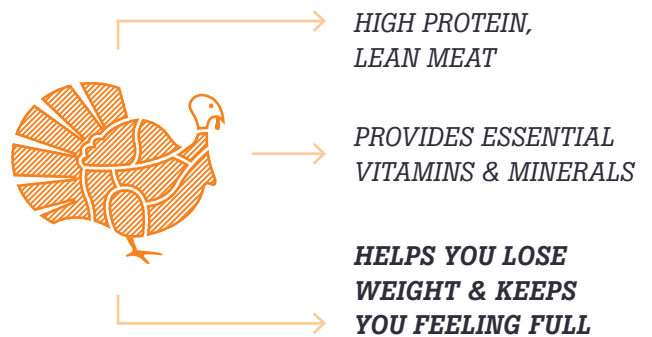 HIGH PROTEIN,
LEAN MEAT
PROVIDES ESSENTIAL
VITAMINS & MINERALS
HELPS YOU LOSE
WEIGHT & KEEPS
YOU FEELING FULL